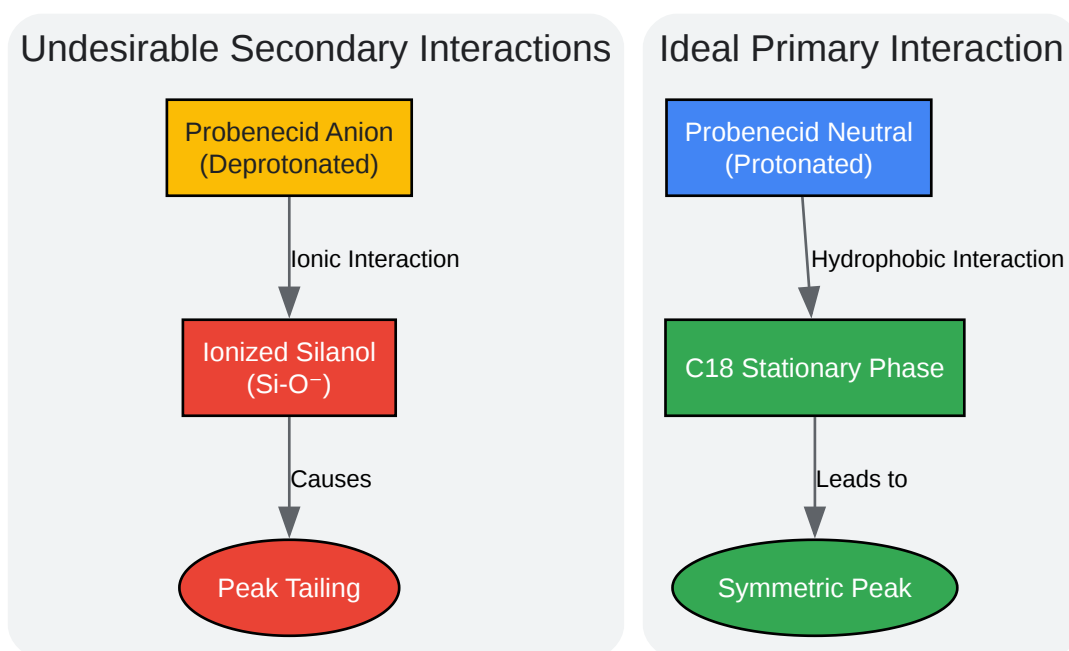 Undesirable Secondary Interactions
Probenecid Anion
(Deprotonated)
Ionic Interaction
Ionized Silanol
(Si-O⁻)
Causes
Peak Tailing
Ideal Primary Interaction
Probenecid Neutral
(Protonated)
Hydrophobic Interaction
C18 Stationary Phase
Leads to
Symmetric Peak